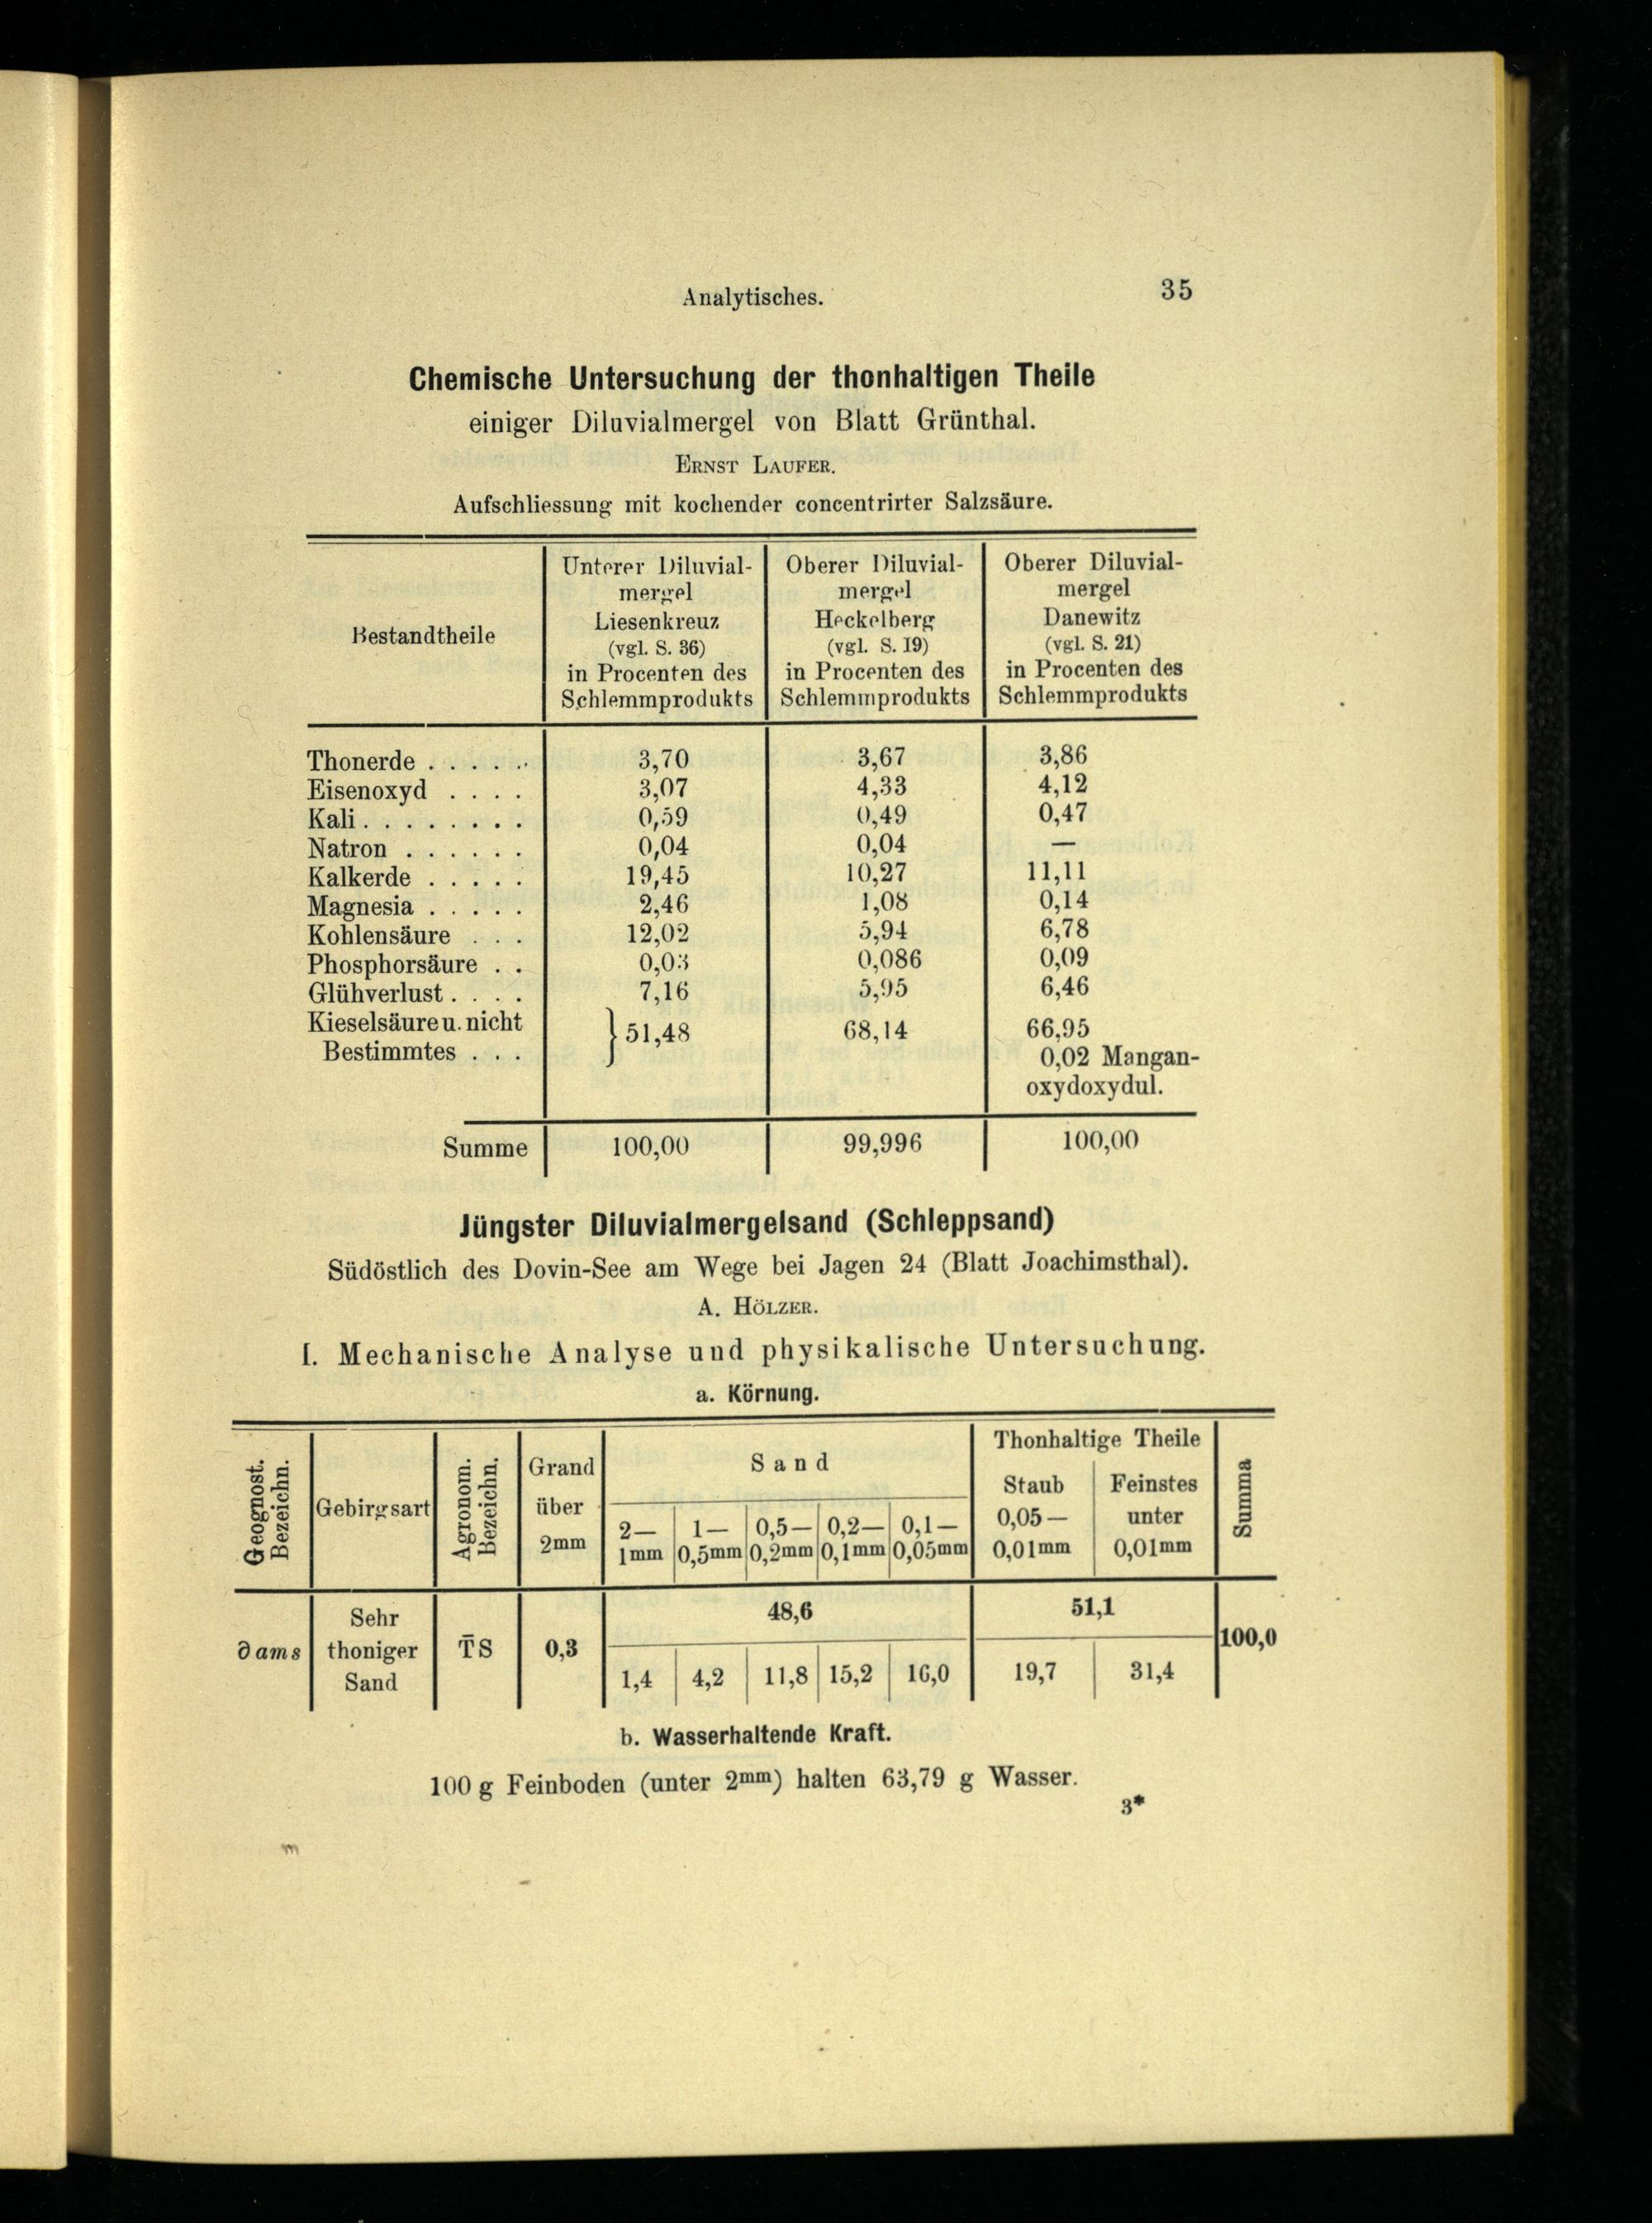 Analytisches. 35
Chemische Untersuchung der thonhaltigen Theile
einiger Diluvialmergel von Blatt Grünthal.
ERNST LAUFER.
Aufschliessung mit kochender concentrirter Salzsäure.
Bestandtheile
Unterer Diluvial-
mergel
Liesenkreuz
(vgl. S. 36)
in Procenten des
Schlemmprodukts
Oberer Diluvial-
mergel
Heckelberg
(vgl. S. 19)
in Procenten des
Schlemmprodukts
Oberer Diluvial-
mergel
Danewitz
(vgl. S. 21)
in Procenten des
Schlemmprodukts
Thonerde . . . . . . 3,70 3,67 3,86
Eisenoxyd . . . . 3,07 4,33 4,12
Kali . . . . . . . . 0,59 0,49 0,47
Natron . . . . . . 0,04 0,04 —
Kalkerde . . . . . 19,45 10,27 11,11
Magnesia . . . . . 2,46 1,08 0,14
Kohlensäure . . . 12,02 5,94 6,78
Phosphorsäure . . 0,03 0,086 0,09
Glühverlust . . . . 7,16 5,95 6,46
Kieselsäure u. nicht
Bestimmtes . . . } 51,48 68,14 66,95
0,02 Mangan-
oxydoxydul.
Summe 100,00 99,996 100,00
Jüngster Diluvialmergelsand (Schleppsand)
Südöstlich des Dovin-See am Wege bei Jagen 24 (Blatt Joachimsthal).
A. HÖLZER.
I. Mechanische Analyse und physikalische Untersuchung.
a. Körnung.
Geognost.
Bezeichn.
Gebirgsart
Agronom.
Bezeichn.
Grand
über
2mm
Sand
2—
1mm
1—
0,5mm
0,5—
0,2mm
0,2—
0,1mm
0,1—
0,05mm
Thonhaltige Theile
Staub
0,05—
0,01mm
Feinstes
unter
0,01mm
Summa
∂ams
Sehr
thoniger
Sand
T̄S
0,3
48,6
1,4 4,2 11,8 15,2 16,0
51,1
19,7 31,4
100,0
b. Wasserhaltende Kraft.
100 g Feinboden (unter 2mm) halten 63,79 g Wasser.
3*